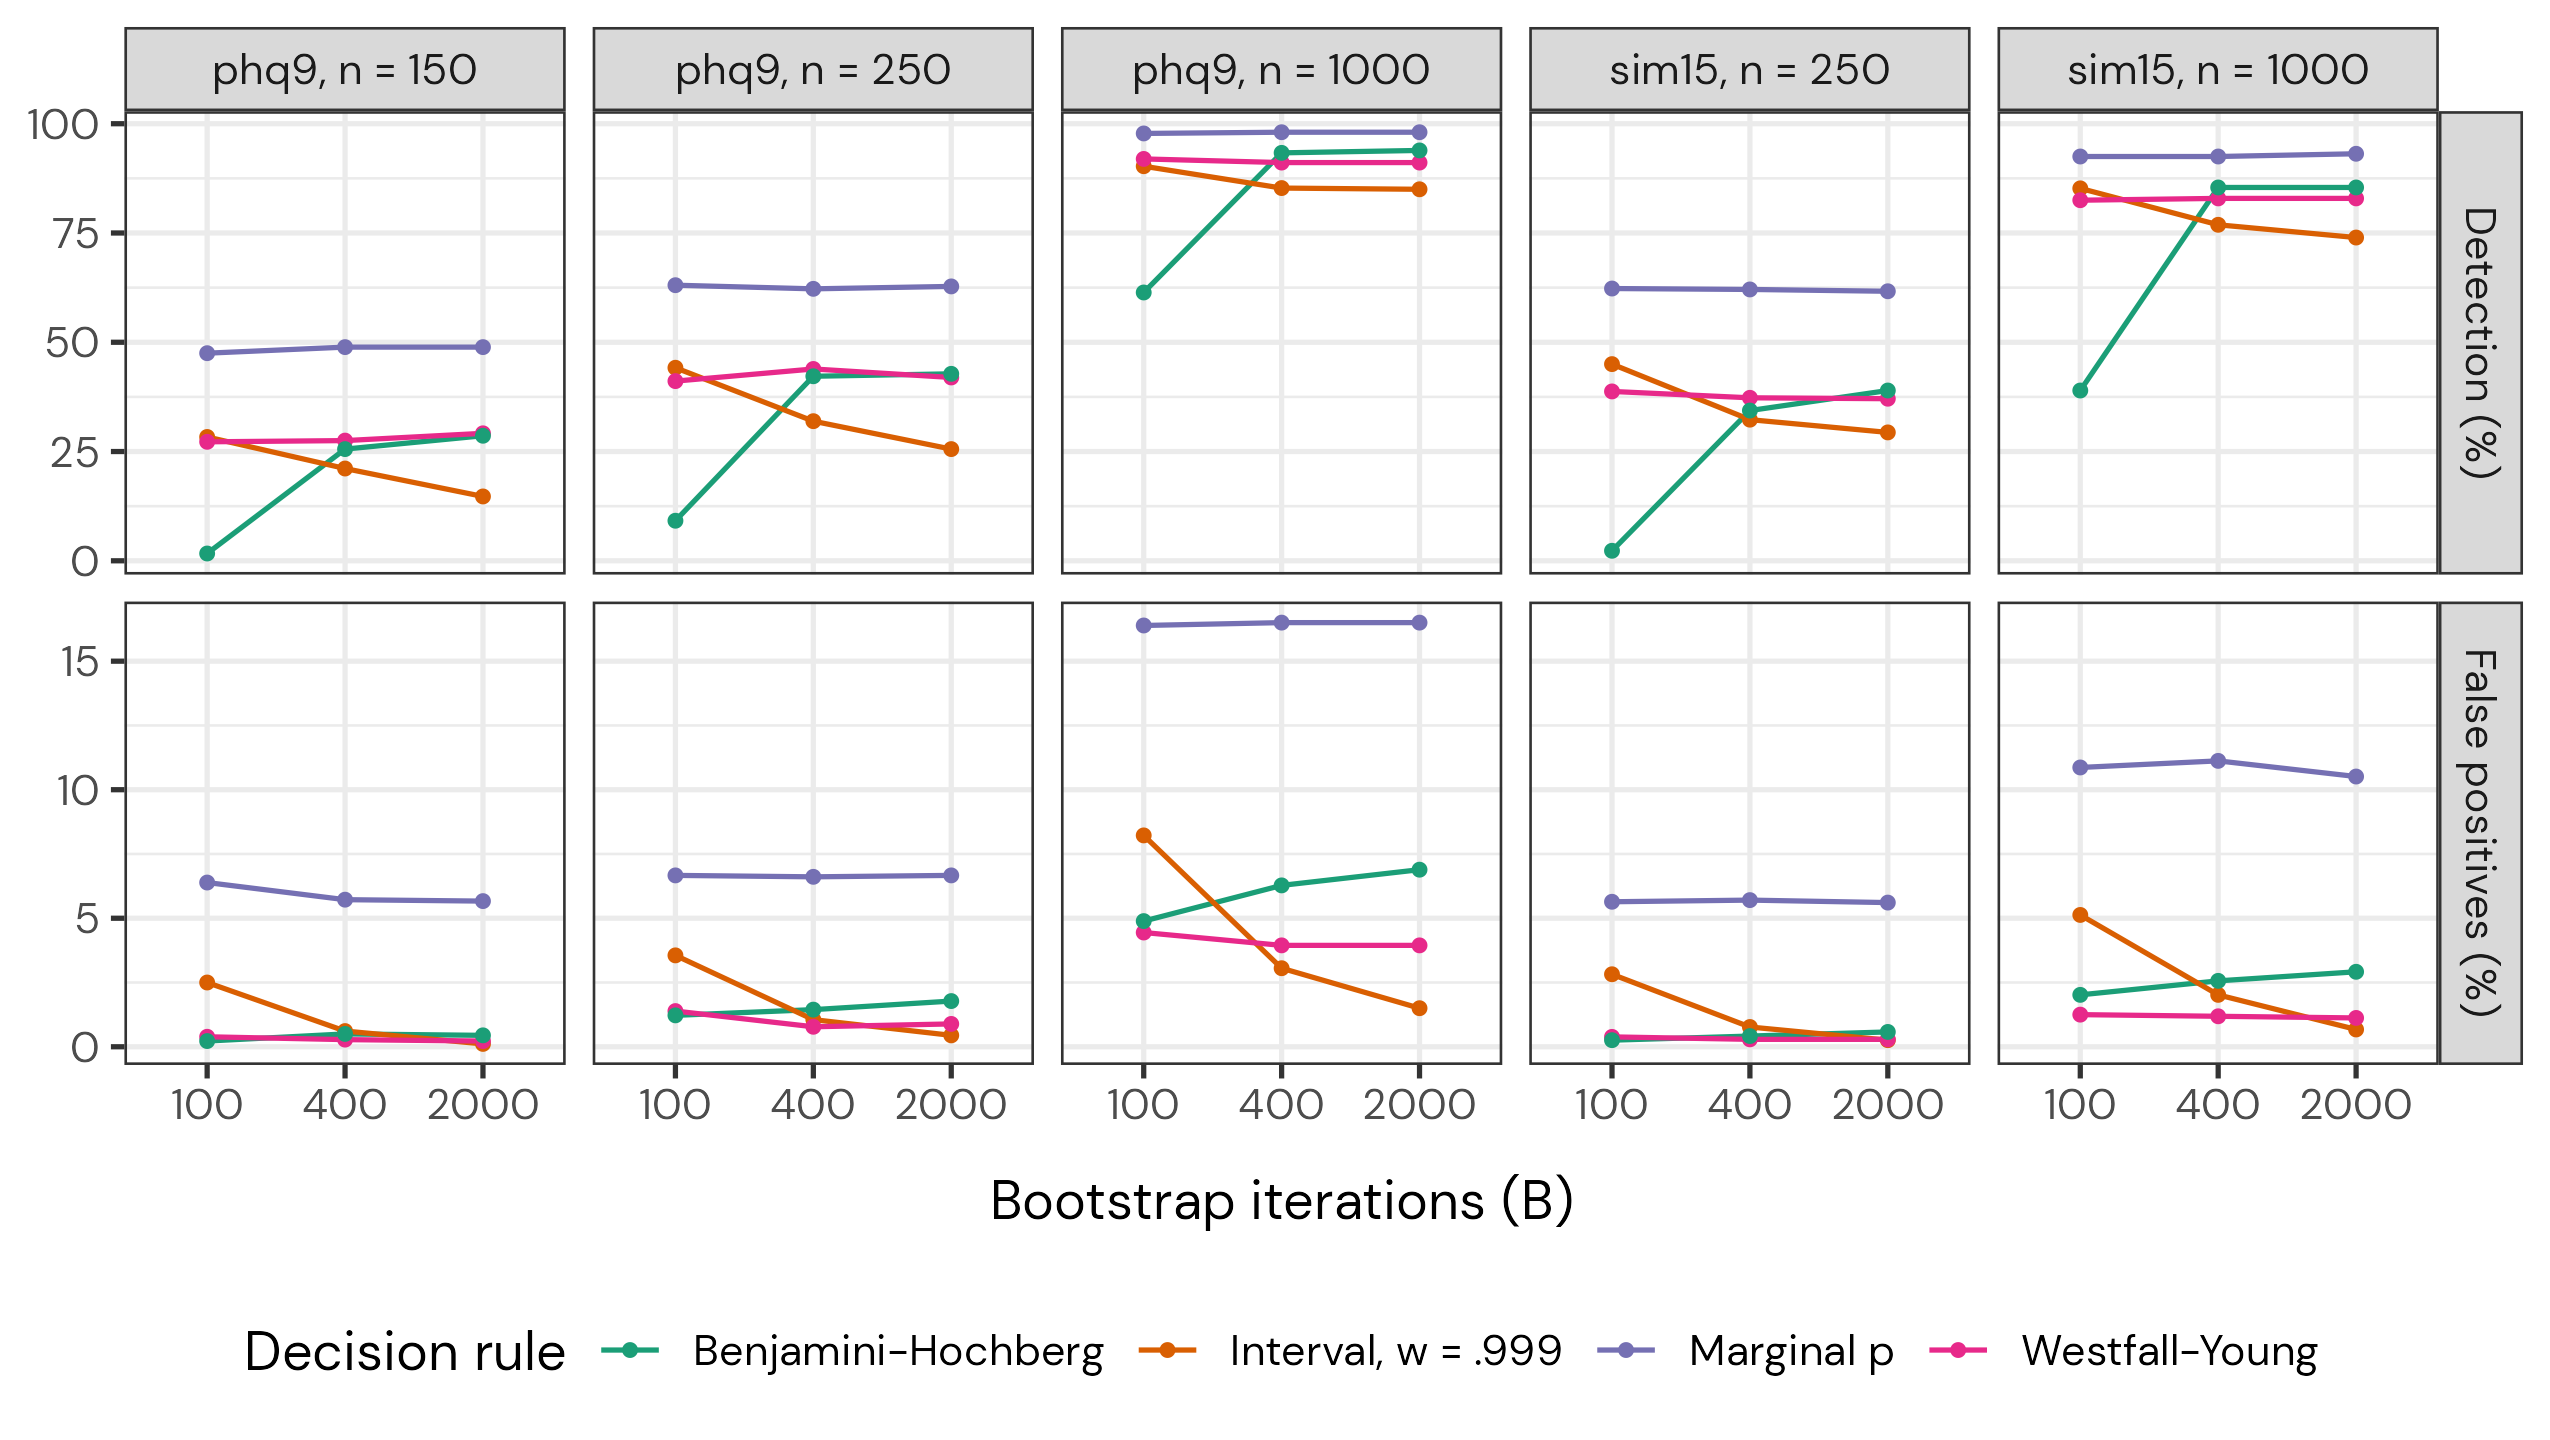 phq9, n = 150 phq9, n = 250 phq9, n = 1000 sim15, n = 250 sim15, n = 1000
100
75
50
25
0
Detection (%)
15
10
5
0
False positives (%)
100 400 2000 100 400 2000 100 400 2000 100 400 2000 100 400 2000
Bootstrap iterations (B)
Decision rule Benjamini-Hochberg Interval, w = .999 Marginal p Westfall-Young